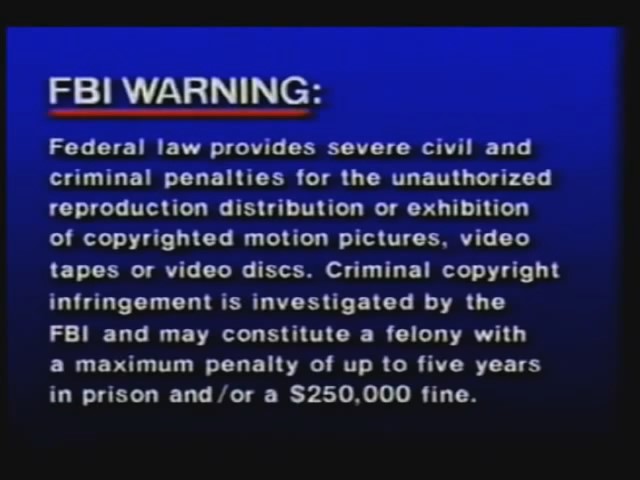 FBI WARNING:
Federal law provides severe civil and
criminal penalties for the unauthorized
reproduction distribution or exhibition
of copyrighted motion pictures, video
tapes or video discs. Criminal copyright
infringement is investigated by the
FBI and may constitute a felony with
a maximum penalty of up to five years
in prison and/or a $250,000 fine.